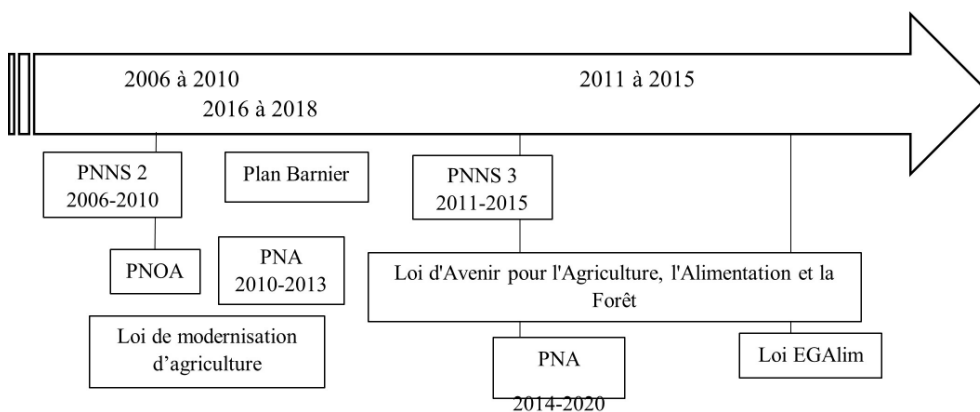 2006 à 2010
2011 à 2015
2016 à 2018
PNNS 2
2006-2010
Plan Barnier
PNNS 3
2011-2015
PNOA
PNA
2010-2013
Loi d'Avenir pour l'Agriculture, l'Alimentation et la
Forêt
Loi de modernisation
d’agriculture
PNA
2014-2020
Loi EGAlim